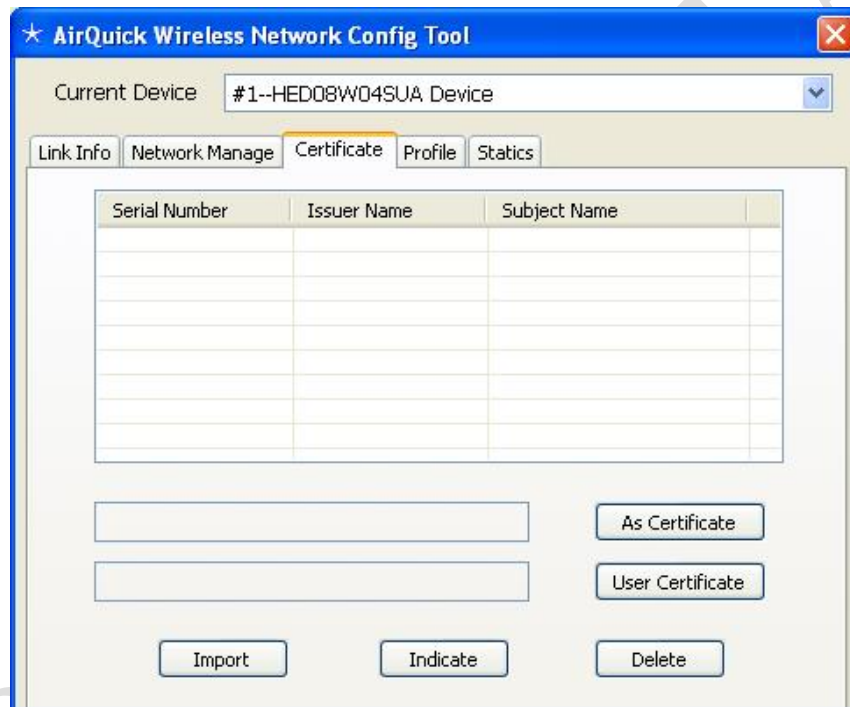 AirQuick Wireless Network Config Tool
Current Device #1--HED08W04SUA Device
Link Info Network Manage Certificate Profile Statics
Serial Number Issuer Name Subject Name
As Certificate
User Certificate
Import Indicate Delete